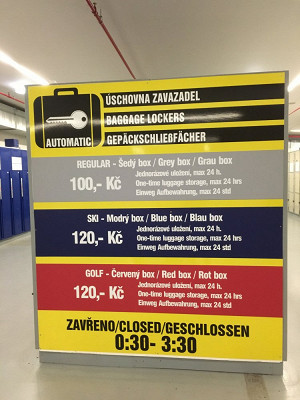 ÚSCHOVNA ZAVAZADEL
BAGGAGE LOCKERS
AUTOMATIC
GEPÄCKSCHLIEßFÄCHER
REGULAR - Šedý box / Grey box / Grau box
100,- Kč
Jednorázové uložení, max 24 h.
One-time luggage storage, max 24 hrs
Einweg Aufbewahrung, max 24 std
SKI - Modrý box / Blue box / Blau box
120,- Kč
Jednorázové uložení, max 24 h.
One-time luggage storage, max 24 hrs
Einweg Aufbewahrung, max 24 std
GOLF - Červený box / Red box / Rot box
120,- Kč
Jednorázové uložení, max 24 h.
One-time luggage storage, max 24 hrs
Einweg Aufbewahrung, max 24 std
ZAVŘENO/CLOSED/GESCHLOSSEN
0:30- 3:30